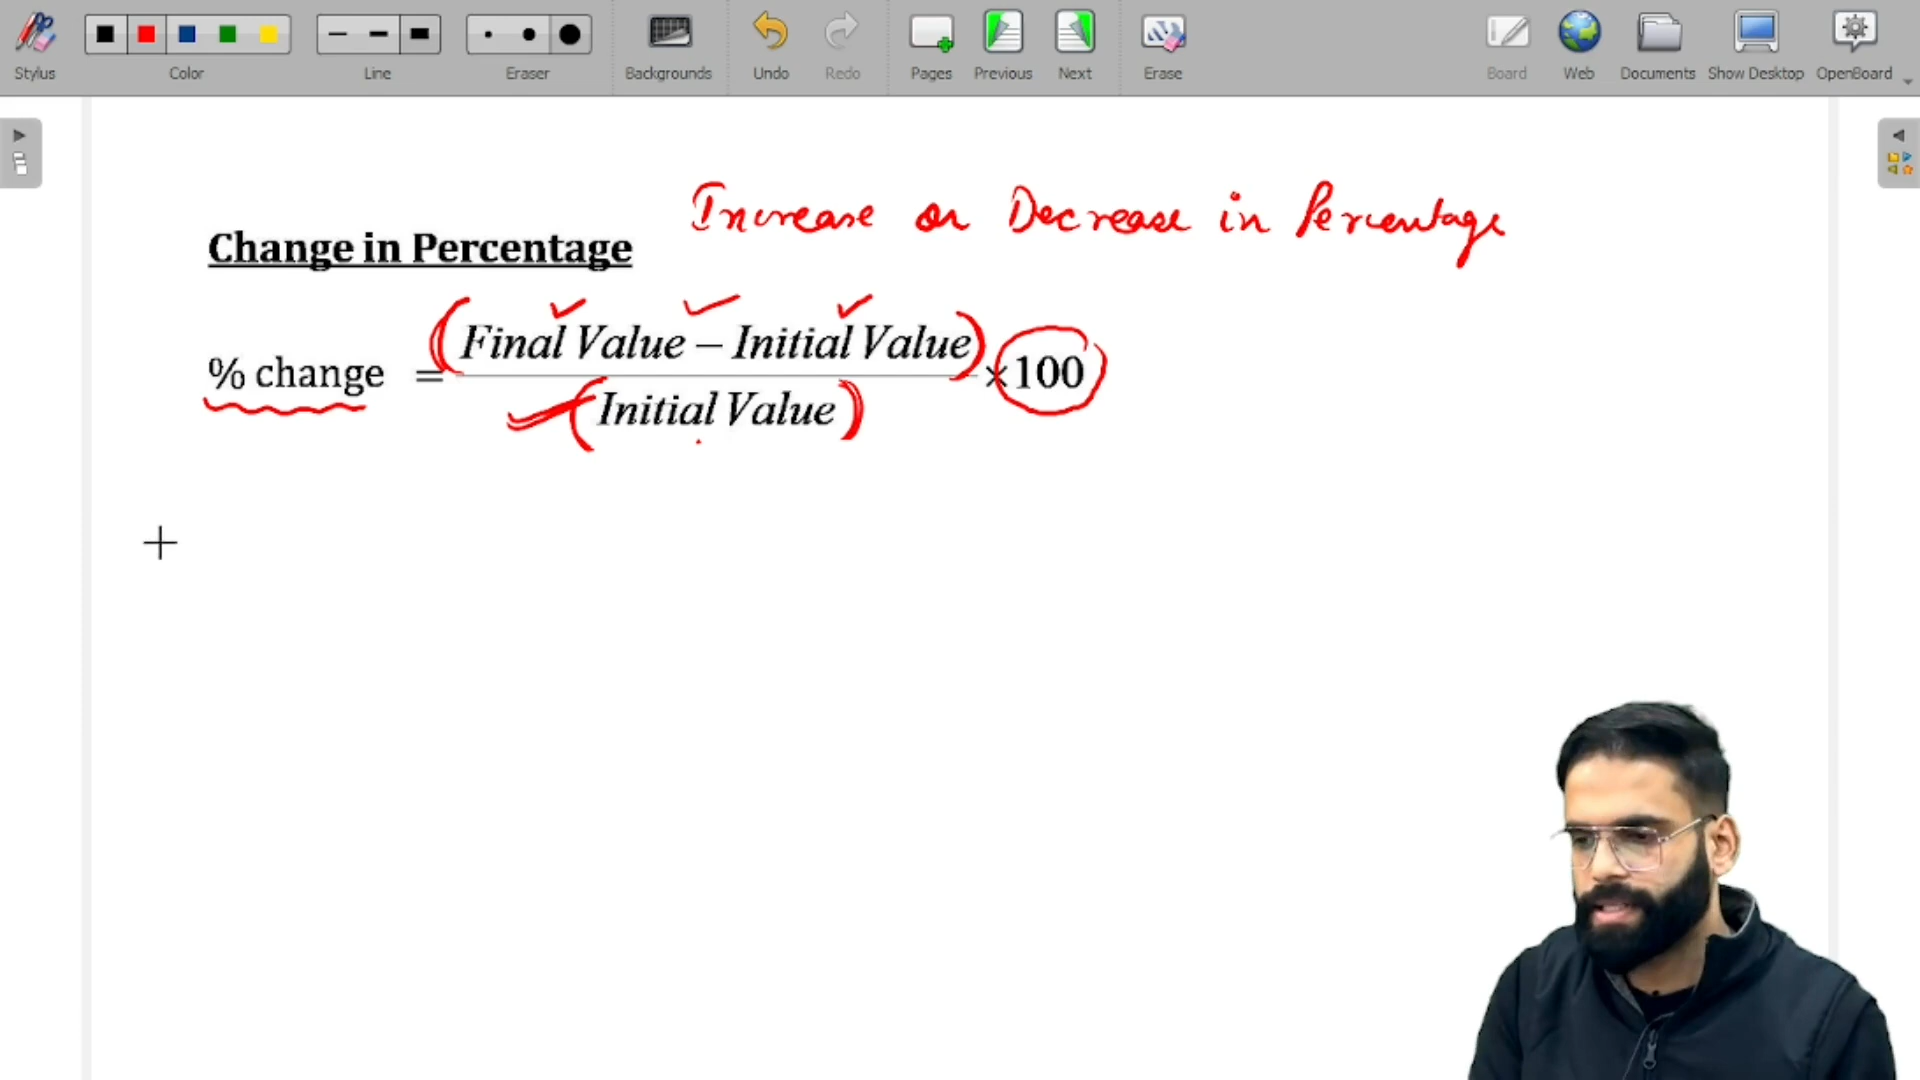 Stylus Color Line Eraser Backgrounds Undo Redo Pages Previous Next Erase Board Web Documents Show Desktop OpenBoard
Increase or Decrease in Percentage
Change in Percentage
% change = (Final Value – Initial Value) × 100
(Initial Value)